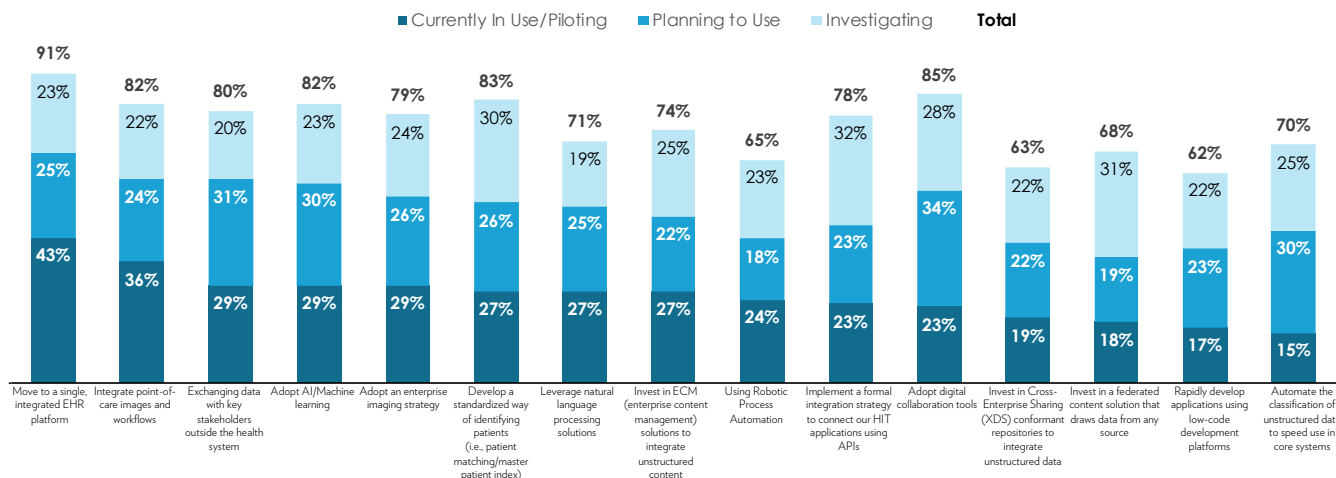 Currently In Use/Piloting Planning to Use Investigating Total
91%
23%
25%
43%
82%
22%
24%
36%
80%
20%
31%
29%
82%
23%
30%
29%
79%
24%
26%
29%
83%
30%
26%
27%
71%
19%
25%
27%
74%
25%
22%
27%
65%
23%
18%
24%
78%
32%
23%
23%
85%
28%
34%
23%
63%
22%
22%
19%
68%
31%
19%
18%
62%
22%
23%
17%
70%
25%
30%
15%
Move to a single,
integrated EHR
platform
Integrate point-of-
care images and
workflows
Exchanging data
with key
stakeholders
outside the health
system
Adopt AI/Machine
learning
Adopt an enterprise
imaging strategy
Develop a
standardized way
of identifying
patients
(i.e., patient
matching/master
patient index)
Leverage natural
language
processing
solutions
Invest in ECM
(enterprise content
management)
solutions to
integrate
unstructured
content
Using Robotic
Process
Automation
Implement a formal
integration strategy
to connect our HIT
applications using
APIs
Adopt digital
collaboration tools
Invest in Cross-
Enterprise Sharing
(XDS) conformant
repositories to
integrate
unstructured data
Invest in a federated
content solution that
draws data from any
source
Rapidly develop
applications using
low-code
development
platforms
Automate the
classification of
unstructured data
to speed use in
core systems